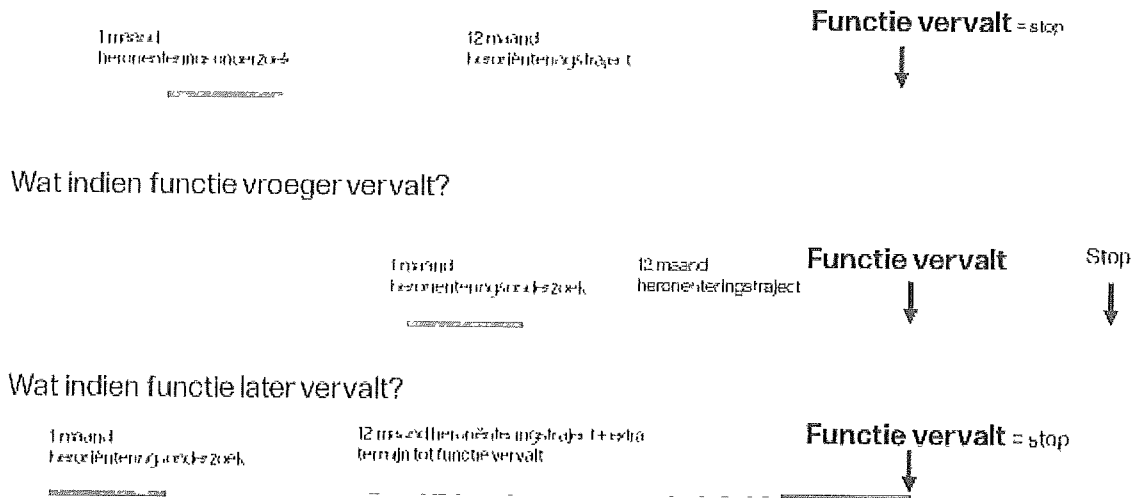 1 maand
heroriënteringsonderzoek
12 maand
heroriënteringstraject
Functie vervalt = stop
Wat indien functie vroeger vervalt?
1 maand
heroriënteringsonderzoek
12 maand
heroriënteringstraject
Functie vervalt
Stop
Wat indien functie later vervalt?
1 maand
heroriënteringsonderzoek
12 maand heroriënteringstraject + extra
termijn tot functie vervalt
Functie vervalt = stop